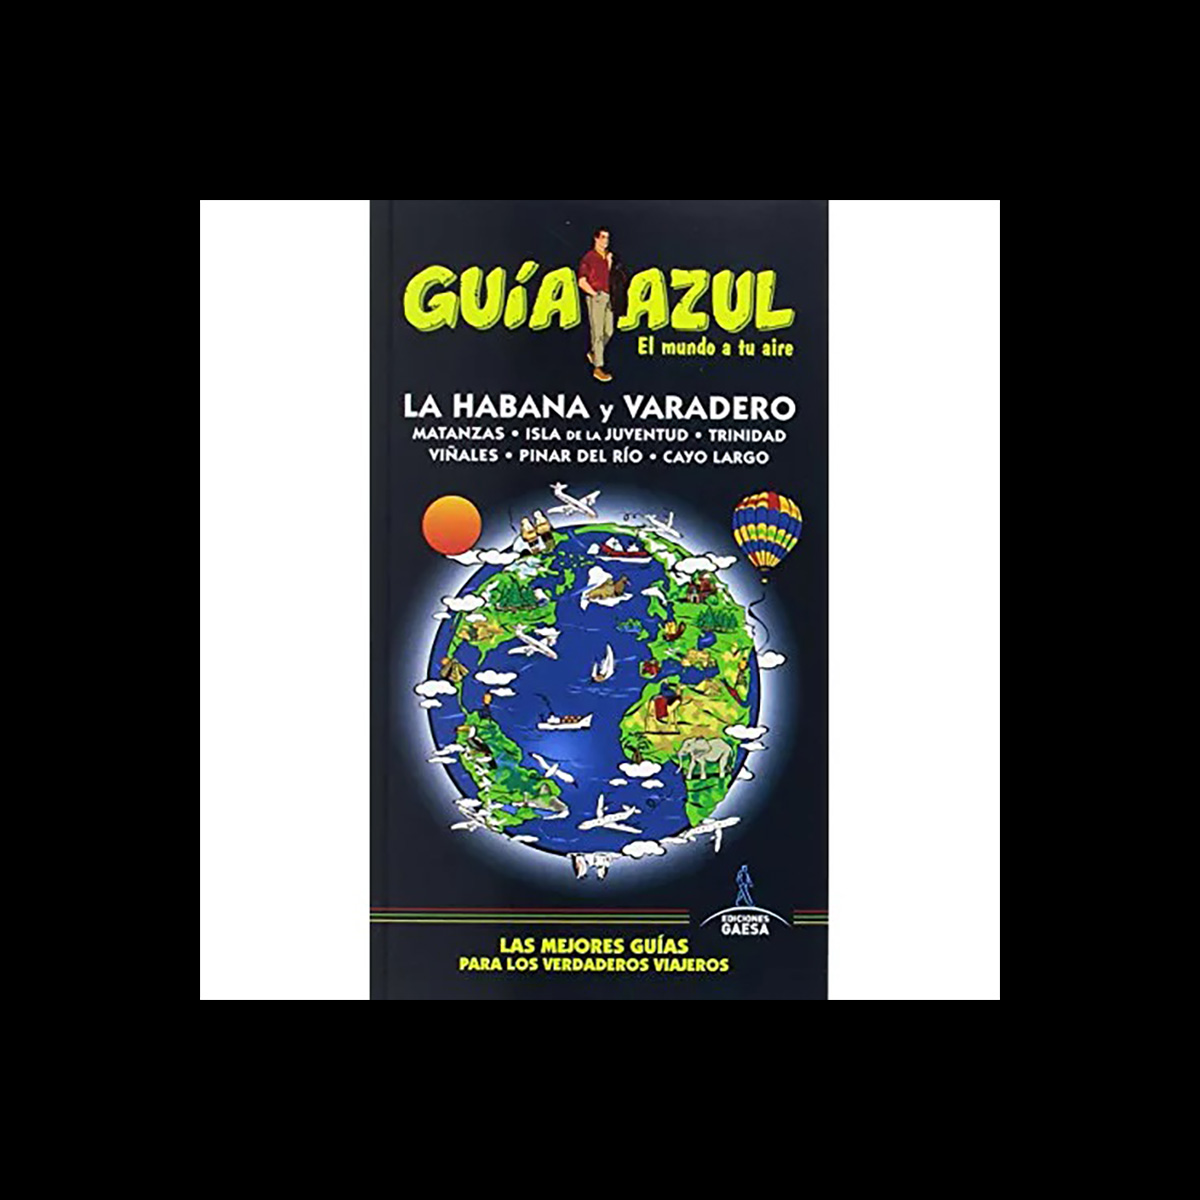 GUÍA AZUL
El mundo a tu aire
LA HABANA y VARADERO
MATANZAS • ISLA DE LA JUVENTUD • TRINIDAD
VIÑALES • PINAR DEL RÍO • CAYO LARGO
EDICIONES
GAESA
LAS MEJORES GUÍAS
PARA LOS VERDADEROS VIAJEROS